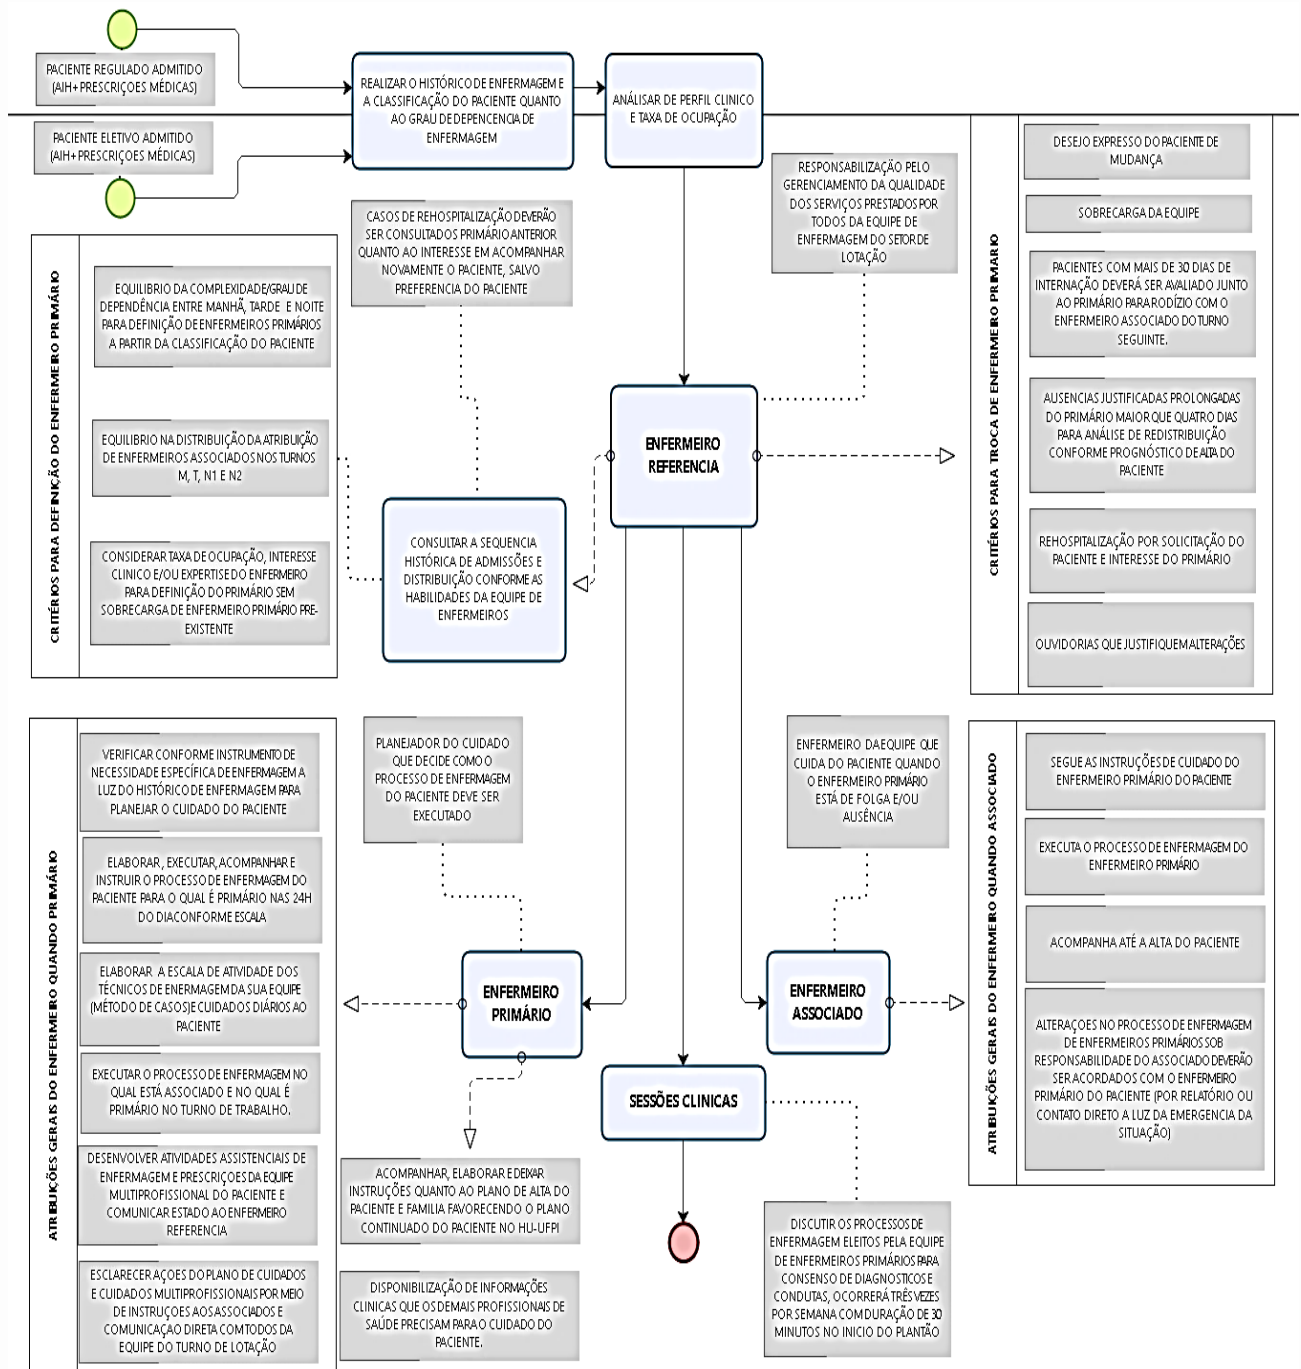 PACIENTE REGULADO ADMITIDO
(AIH+ PRESCRIÇOES MÉDICAS)
PACIENTE ELETIVO ADMITIDO
(AIH+ PRESCRIÇOES MÉDICAS)
REALIZAR O HISTÓRICO DE ENFERMAGEM E
A CLASSIFICAÇÃO DO PACIENTE QUANTO
AO GRAU DE DEPENCENCIA DE
ENFERMAGEM
ANÁLISAR DE PERFIL CLINICO
E TAXA DE OCUPAÇÃO
RESPONSABILIZAÇÃO PELO
GERENCIAMENTO DA QUALIDADE
DOS SERVIÇOS PRESTADOS POR
TODOS DA EQUIPE DE
ENFERMAGEM DO SETOR DE
LOTAÇÃO
CASOS DE REHOSPITALIZAÇÃO DEVERÃO
SER CONSULTADOS PRIMÁRIO ANTERIOR
QUANTO AO INTERESSE EM ACOMPANHAR
NOVAMENTE O PACIENTE, SALVO
PREFERENCIA DO PACIENTE
CRITÉRIOS PARA DEFINIÇÃO DO ENFERMEIRO PRIMÁRIO
EQUILIBRIO DA COMPLEXIDADE/GRAU DE
DEPENDÊNCIA ENTRE MANHÃ, TARDE E NOITE
PARA DEFINIÇÃO DE ENFERMEIROS PRIMÁRIOS
A PARTIR DA CLASSIFICAÇÃO DO PACIENTE
EQUILIBRIO NA DISTRIBUIÇÃO DA ATRIBUIÇÃO
DE ENFERMEIROS ASSOCIADOS NOS TURNOS
M, T, N1 E N2
CONSIDERAR TAXA DE OCUPAÇÃO, INTERESSE
CLINICO E/OU EXPERTISE DO ENFERMEIRO
PARA DEFINIÇÃO DO PRIMÁRIO SEM
SOBRECARGA DE ENFERMEIRO PRIMÁRIO PRE-
EXISTENTE
CONSULTAR A SEQUENCIA
HISTÓRICA DE ADMISSÕES E
DISTRIBUIÇÃO CONFORME AS
HABILIDADES DA EQUIPE DE
ENFERMEIROS
ENFERMEIRO
REFERENCIA
CRITÉRIOS PARA TROCA DE ENFERMEIRO PRIMARIO
DESEJO EXPRESSO DO PACIENTE DE
MUDANÇA
SOBRECARGA DA EQUIPE
PACIENTES COM MAIS DE 30 DIAS DE
INTERNAÇÃO DEVERÁ SER AVALIADO JUNTO
AO PRIMÁRIO PARA RODÍZIO COM O
ENFERMEIRO ASSOCIADO DO TURNO
SEGUINTE.
AUSENCIAS JUSTIFICADAS PROLONGADAS
DO PRIMÁRIO MAIOR QUE QUATRO DIAS
PARA ANÁLISE DE REDISTRIBUIÇÃO
CONFORME PROGNÓSTICO DE ALTA DO
PACIENTE
REHOSPITALIZAÇÃO POR SOLICITAÇÃO DO
PACIENTE E INTERESSE DO PRIMÁRIO
OUVIDORIAS QUE JUSTIFIQUEM ALTERAÇÕES
ATRIBUIÇÕES GERAIS DO ENFERMEIRO QUANDO PRIMÁRIO
VERIFICAR CONFORME INSTRUMENTO DE
NECESSIDADE ESPECÍFICA DE ENFERMAGEM A
LUZ DO HISTÓRICO DE ENFERMAGEM PARA
PLANEJAR O CUIDADO DO PACIENTE
ELABORAR , EXECUTAR, ACOMPANHAR E
INSTRUIR O PROCESSO DE ENFERMAGEM DO
PACIENTE PARA O QUAL É PRIMÁRIO NAS 24H
DO DIACONFORME ESCALA
ELABORAR A ESCALA DE ATIVIDADE DOS
TÉCNICOS DE ENERMAGEM DA SUA EQUIPE
(MÉTODO DE CASOS)E CUIDADOS DIÁRIOS AO
PACIENTE
EXECUTAR O PROCESSO DE ENFERMAGEM NO
QUAL ESTÁ ASSOCIADO E NO QUAL É
PRIMÁRIO NO TURNO DE TRABALHO.
DESENVOLVER ATIVIDADES ASSISTENCIAIS DE
ENFERMAGEM E PRESCRIÇOES DA EQUIPE
MULTIPROFISSIONAL DO PACIENTE E
COMUNICAR ESTADO AO ENFERMEIRO
REFERENCIA
ESCLARECER AÇOES DO PLANO DE CUIDADOS
E CUIDADOS MULTIPROFISSIONAIS POR MEIO
DE INSTRUÇOES AOS ASSOCIADOS E
COMUNICAÇAO DIRETA COM TODOS DA
EQUIPE DO TURNO DE LOTAÇÃO
PLANEJADOR DO CUIDADO
QUE DECIDE COMO O
PROCESSO DE ENFERMAGEM
DO PACIENTE DEVE SER
EXECUTADO
ENFERMEIRO
PRIMÁRIO
ACOMPANHAR, ELABORAR E DEIXAR
INSTRUÇÕES QUANTO AO PLANO DE ALTA DO
PACIENTE E FAMILIA FAVORECENDO O PLANO
CONTINUADO DO PACIENTE NO HU-UFPI
DISPONIBILIZAÇÃO DE INFORMAÇÕES
CLINICAS QUE OS DEMAIS PROFISSIONAIS DE
SAÚDE PRECISAM PARA O CUIDADO DO
PACIENTE.
ENFERMEIRO DA EQUIPE QUE
CUIDA DO PACIENTE QUANDO
O ENFERMEIRO PRIMÁRIO
ESTÁ DE FOLGA E/OU
AUSÊNCIA
ENFERMEIRO
ASSOCIADO
SESSÕES CLINICAS
DISCUTIR OS PROCESSOS DE
ENFERMAGEM ELEITOS PELA EQUIPE
DE ENFERMEIROS PRIMÁRIOS PARA
CONSENSO DE DIAGNOSTICOS E
CONDUTAS, OCORRERÁ TRÊS VEZES
POR SEMANA COM DURAÇÃO DE 30
MINUTOS NO INICIO DO PLANTÃO
ATRIBUIÇÕES GERAIS DO ENFERMEIRO QUANDO ASSOCIADO
SEGUE AS INSTRUÇÕES DE CUIDADO DO
ENFERMEIRO PRIMÁRIO DO PACIENTE
EXECUTA O PROCESSO DE ENFERMAGEM DO
ENFERMEIRO PRIMÁRIO
ACOMPANHA ATÉ A ALTA DO PACIENTE
ALTERAÇOES NO PROCESSO DE ENFERMAGEM
DE ENFERMEIROS PRIMÁRIOS SOB
RESPONSABILIDADE DO ASSOCIADO DEVERÃO
SER ACORDADOS COM O ENFERMEIRO
PRIMÁRIO DO PACIENTE (POR RELATÓRIO OU
CONTATO DIRETO A LUZ DA EMERGENCIA DA
SITUAÇÃO)